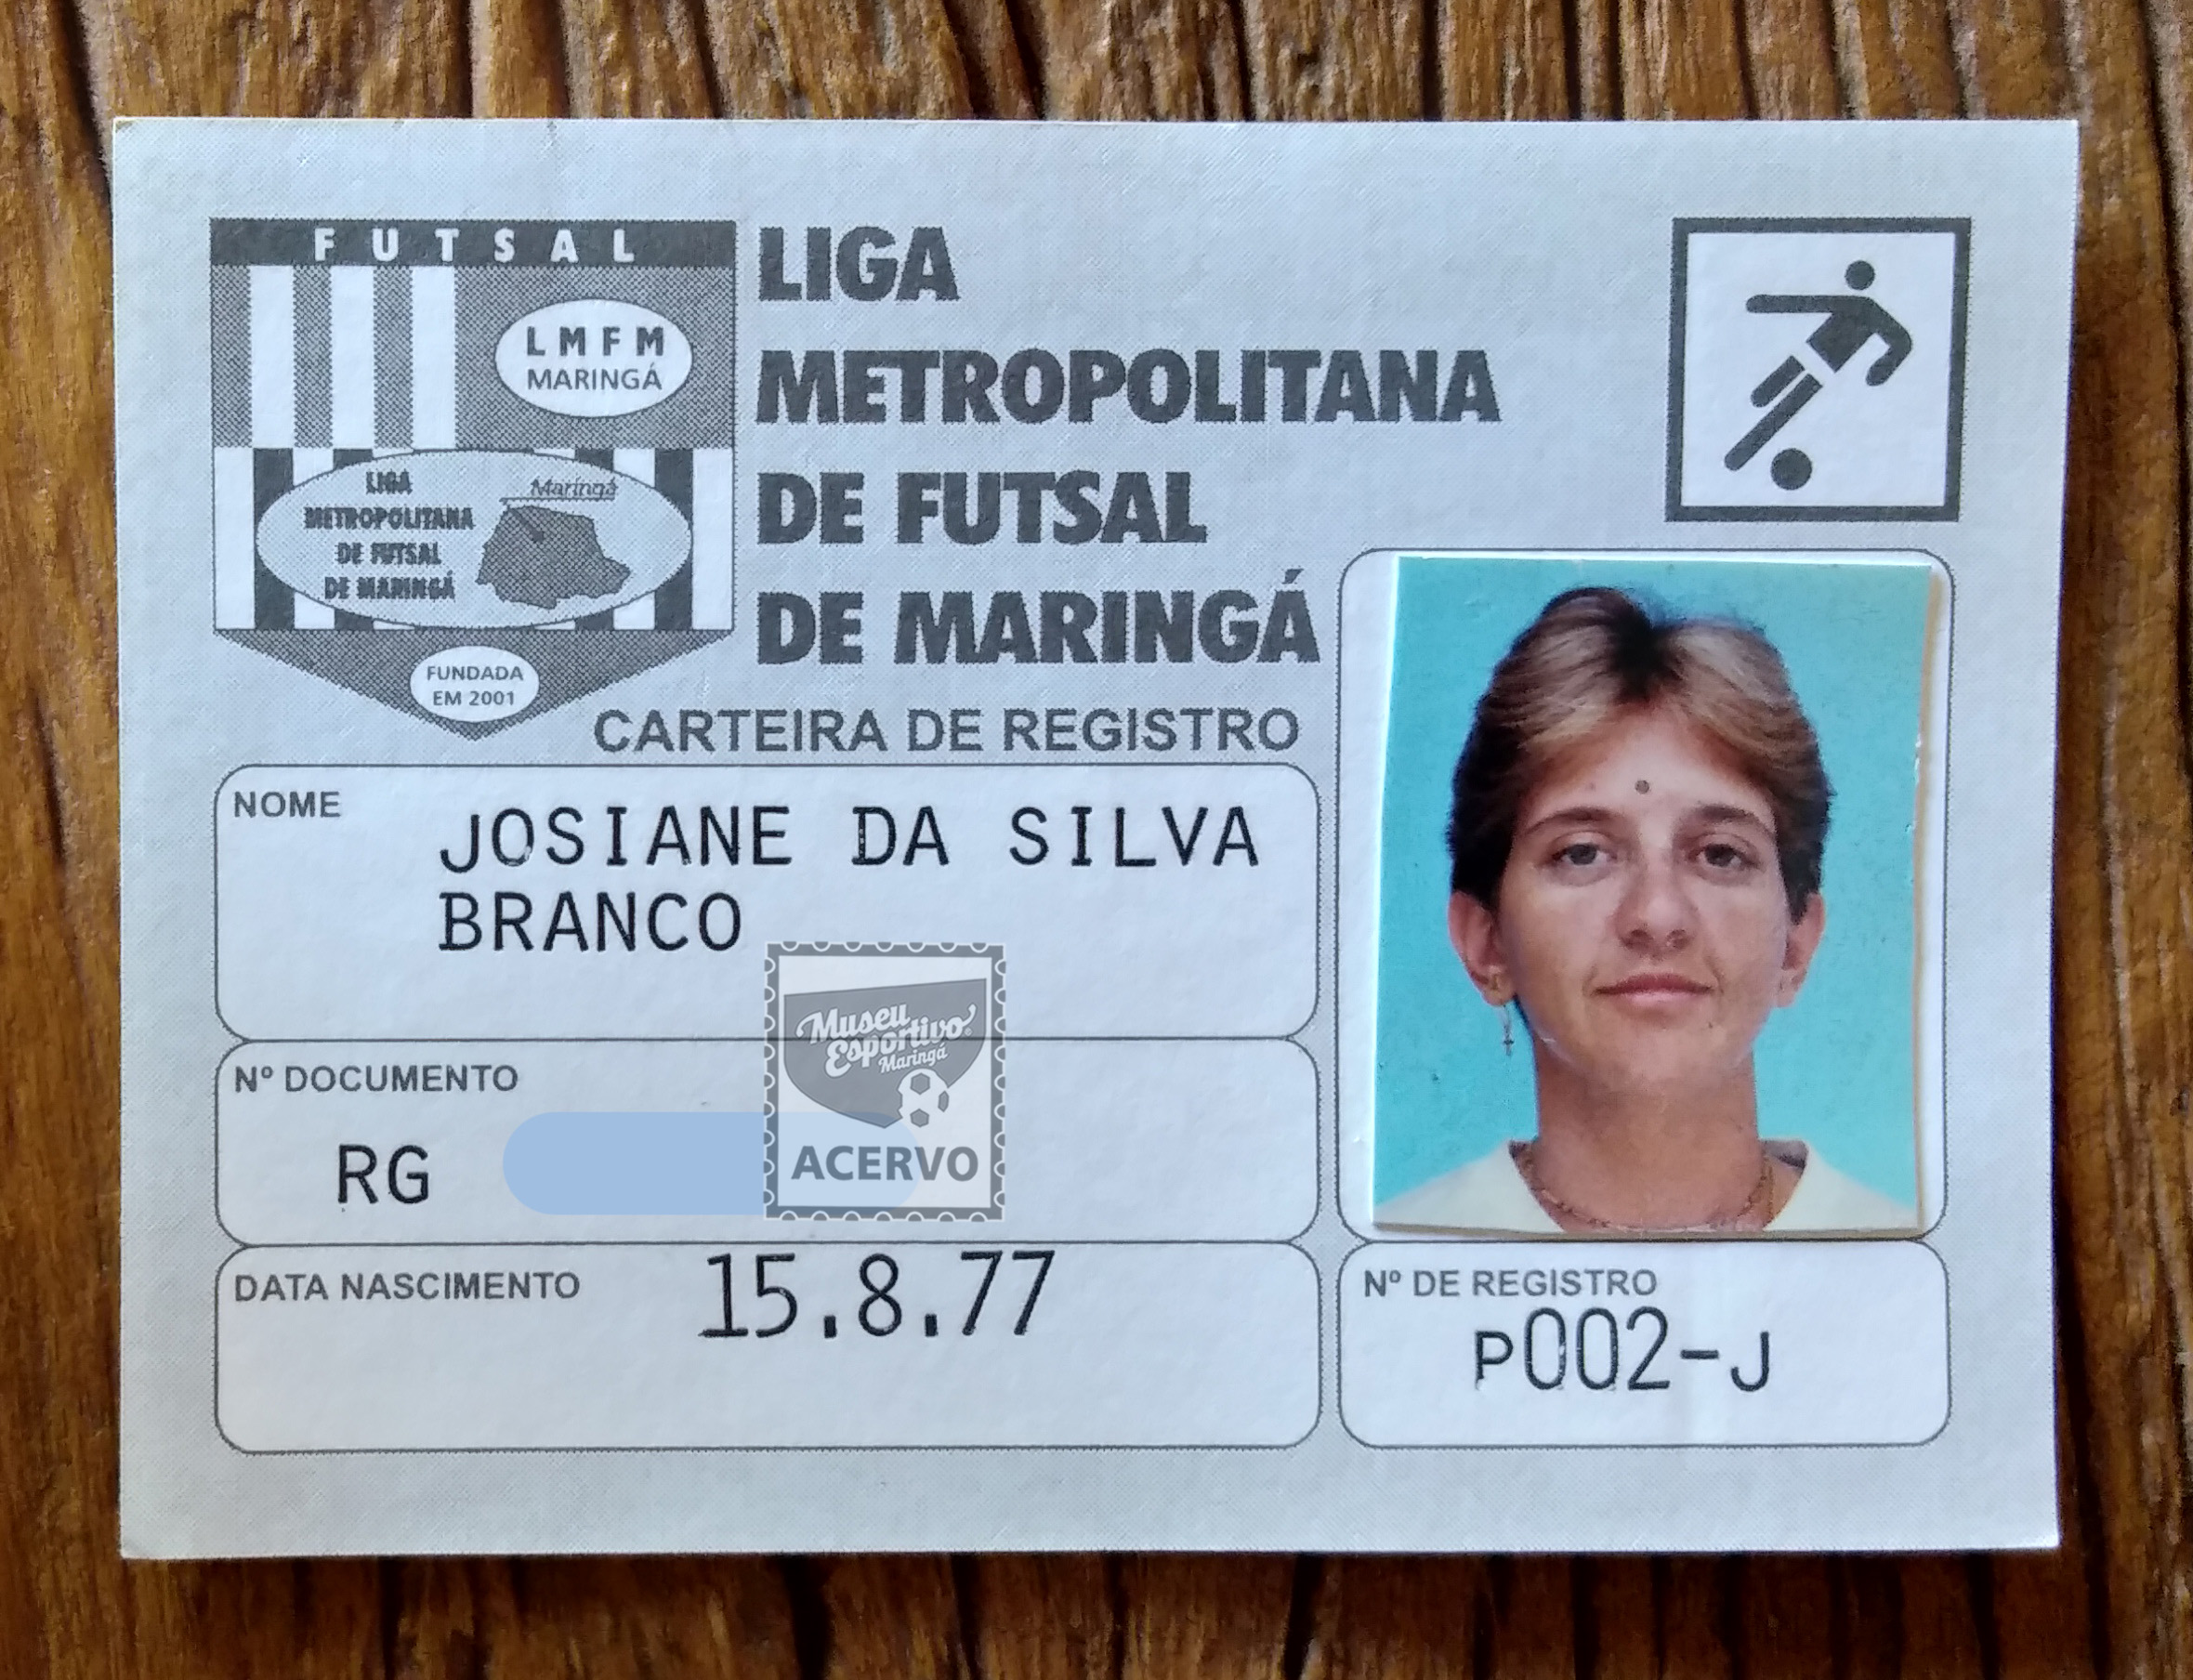 FUTSAL
LMFM
MARINGÁ
LIGA
METROPOLITANA
DE FUTSAL
DE MARINGÁ
Maringá
FUNDADA
EM 2001
LIGA
METROPOLITANA
DE FUTSAL
DE MARINGÁ
CARTEIRA DE REGISTRO
NOME
JOSIANE DA SILVA
BRANCO
Nº DOCUMENTO
RG
Museu
Esportivo
Maringá
ACERVO
DATA NASCIMENTO 15.8.77
Nº DE REGISTRO
P002-J